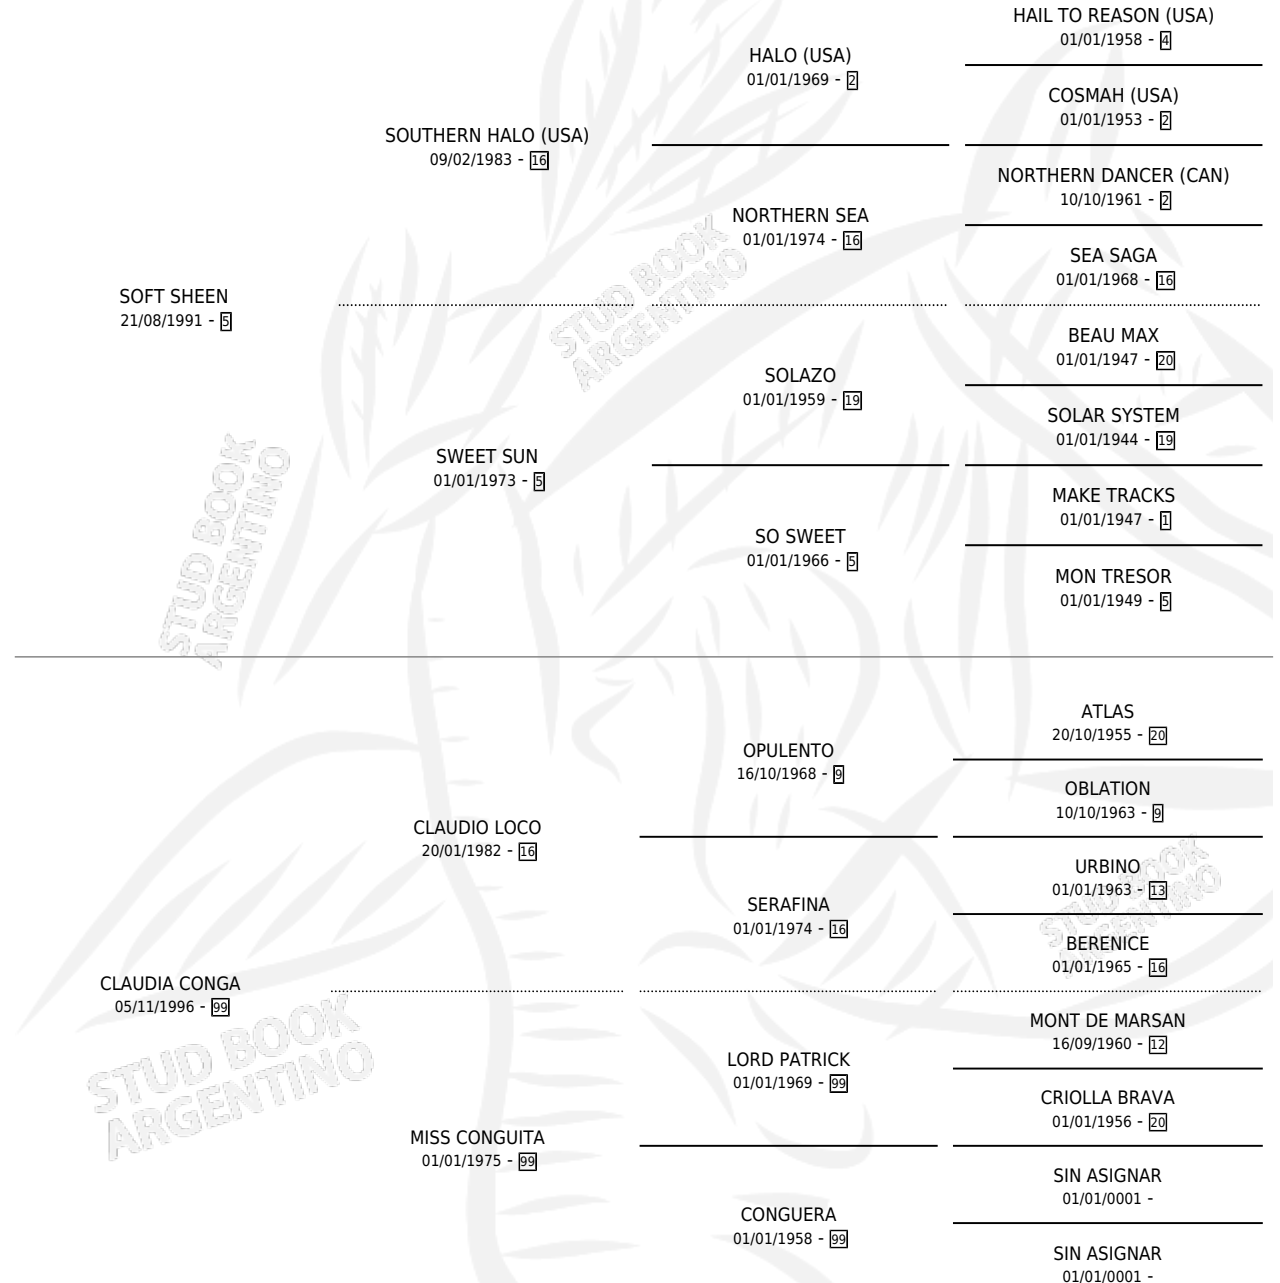 HAIL TO REASON (USA)
01/01/1958 - 4
HALO (USA)
01/01/1969 - 2
COSMAH (USA)
01/01/1953 - 2
SOUTHERN HALO (USA)
09/02/1983 - 16
NORTHERN DANCER (CAN)
10/10/1961 - 2
NORTHERN SEA
01/01/1974 - 16
SEA SAGA
01/01/1968 - 16
SOFT SHEEN
21/08/1991 - 5
BEAU MAX
01/01/1947 - 20
SOLAZO
01/01/1959 - 19
SOLAR SYSTEM
01/01/1944 - 19
SWEET SUN
01/01/1973 - 5
MAKE TRACKS
01/01/1947 - 1
SO SWEET
01/01/1966 - 5
MON TRESOR
01/01/1949 - 5
ATLAS
20/10/1955 - 20
OPULENTO
16/10/1968 - 9
OBLATION
10/10/1963 - 9
CLAUDIO LOCO
20/01/1982 - 16
URBINO
01/01/1963 - 13
SERAFINA
01/01/1974 - 16
BERENICE
01/01/1965 - 16
CLAUDIA CONGA
05/11/1996 - 99
MONT DE MARSAN
16/09/1960 - 12
LORD PATRICK
01/01/1969 - 99
CRIOLLA BRAVA
01/01/1956 - 20
MISS CONGUITA
01/01/1975 - 99
SIN ASIGNAR
01/01/0001 -
CONGUERA
01/01/1958 - 99
SIN ASIGNAR
01/01/0001 -
STUD BOOK
ARGENTINO
STUD BOOK
ARGENTINO
STUD BOOK
ARGENTINO
STUD BOOK
ARGENTINO